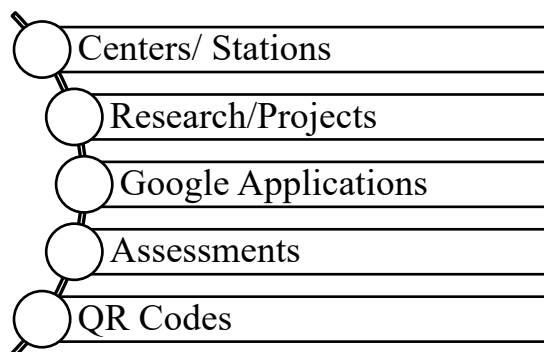 Centers/ Stations
Research/Projects
Google Applications
Assessments
QR Codes